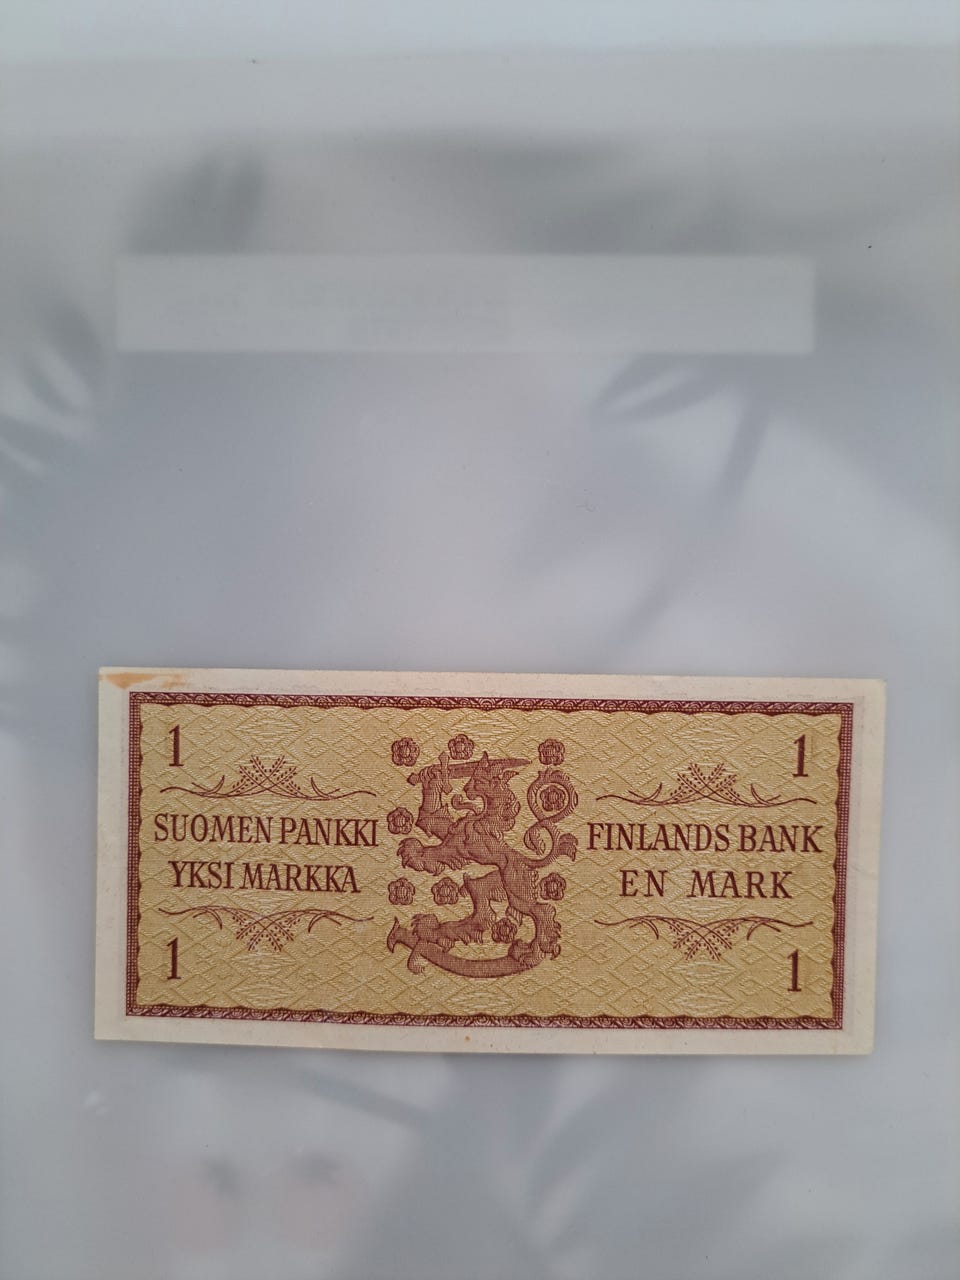 1
1
SUOMEN PANKKI
YKSI MARKKA
FINLANDS BANK
EN MARK
1
1